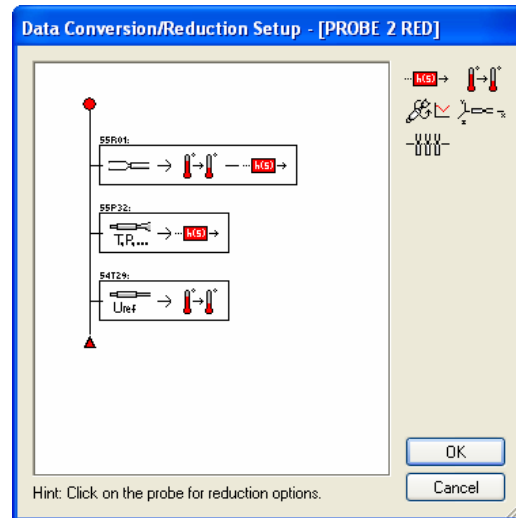 Data Conversion/Reduction Setup - [PROBE 2 RED]
h(s)
55R01:
h(s)
55P32:
T,P,...
h(s)
54T29:
Uref
OK
Hint: Click on the probe for reduction options.
Cancel